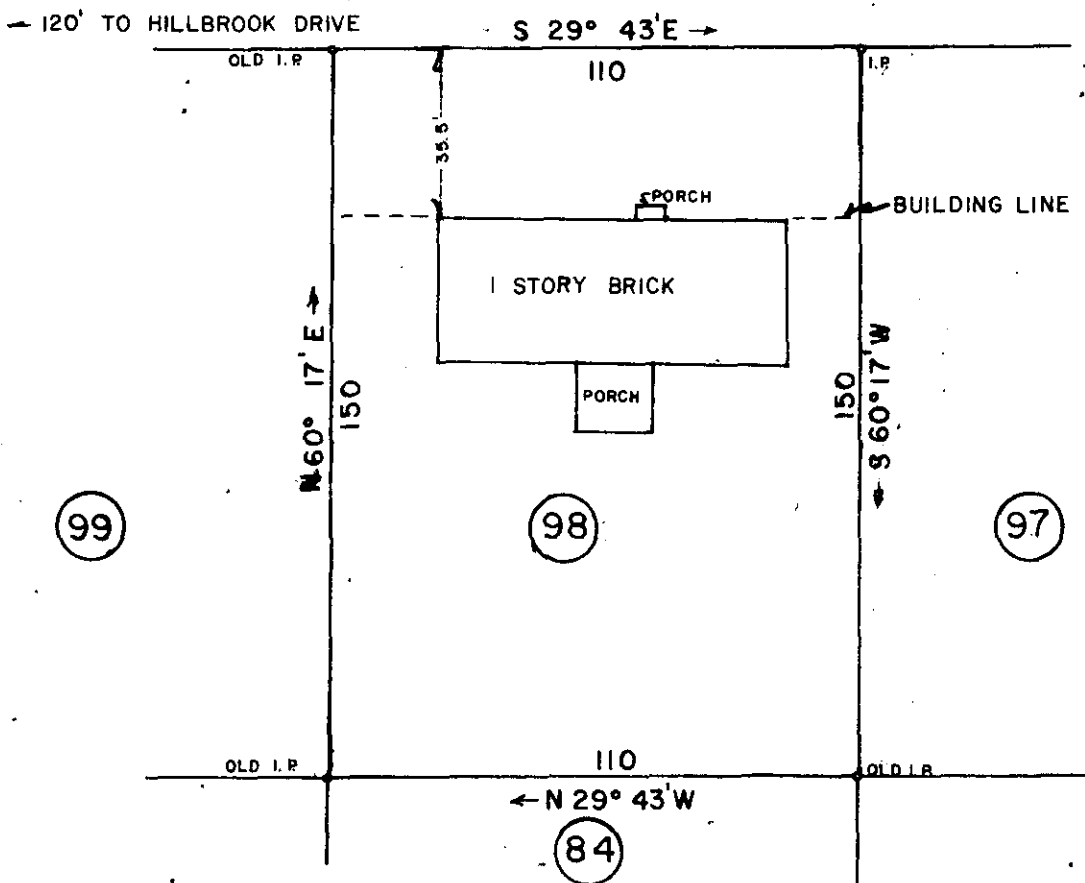 ← 120' TO HILLBROOK DRIVE
S 29° 43'E →
OLD I.P.
110
I.P.
35.5'
PORCH
BUILDING LINE
1 STORY BRICK
N 60° 17' E →
150
PORCH
150
← S 60° 17' W
99
98
97
OLD I.P.
110
OLD I.P.
← N 29° 43' W
84